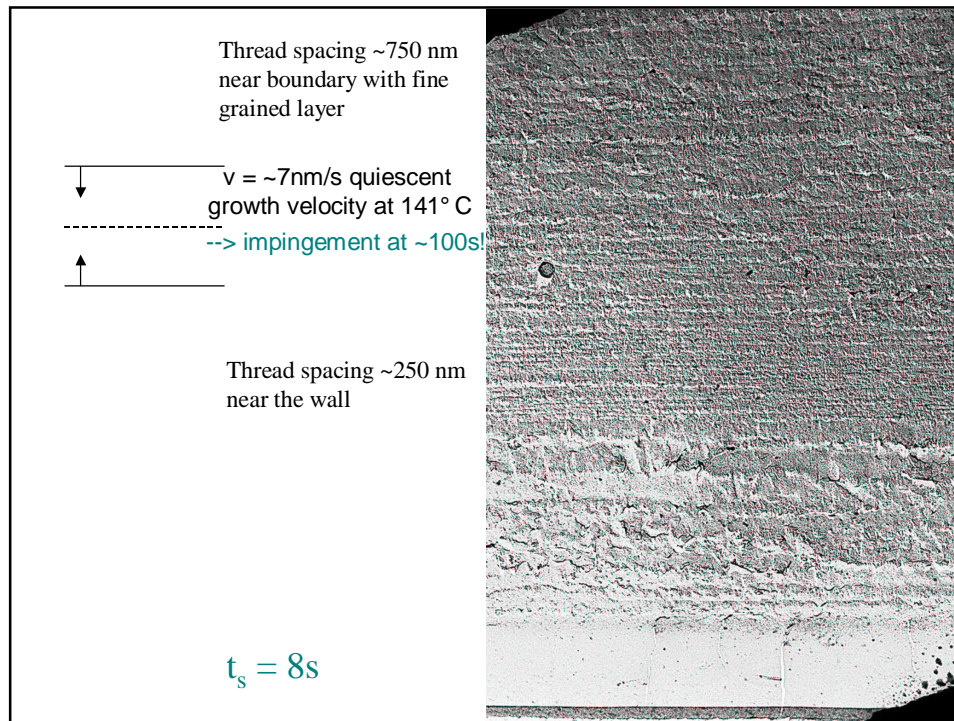 Thread spacing ~750 nm
near boundary with fine
grained layer
v = ~7nm/s quiescent
growth velocity at 141° C
--> impingement at ~100s!
Thread spacing ~250 nm
near the wall
ts = 8s